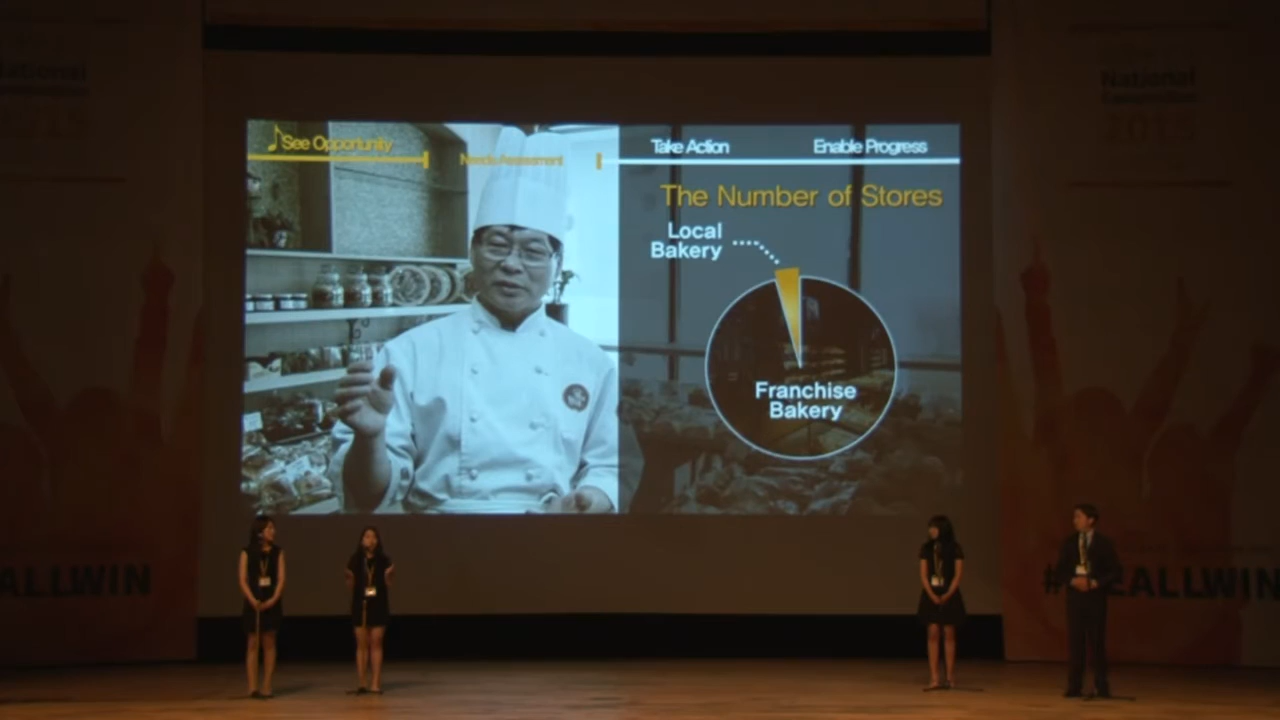 National
See Opportunity
Needs Assessment
Take Action
Enable Progress
The Number of Stores
Local
Bakery
Franchise
Bakery
National
ALLWIN
ALLWIN